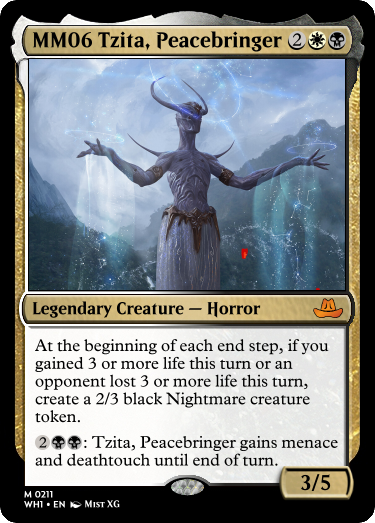 MM06 Tzita, Peacebringer 2
Legendary Creature — Horror
At the beginning of each end step, if you
gained 3 or more life this turn or an
opponent lost 3 or more life this turn,
create a 2/3 black Nightmare creature
token.
2: Tzita, Peacebringer gains menace
and deathtouch until end of turn.
3/5
M 0211
WH1 • EN Mist XG